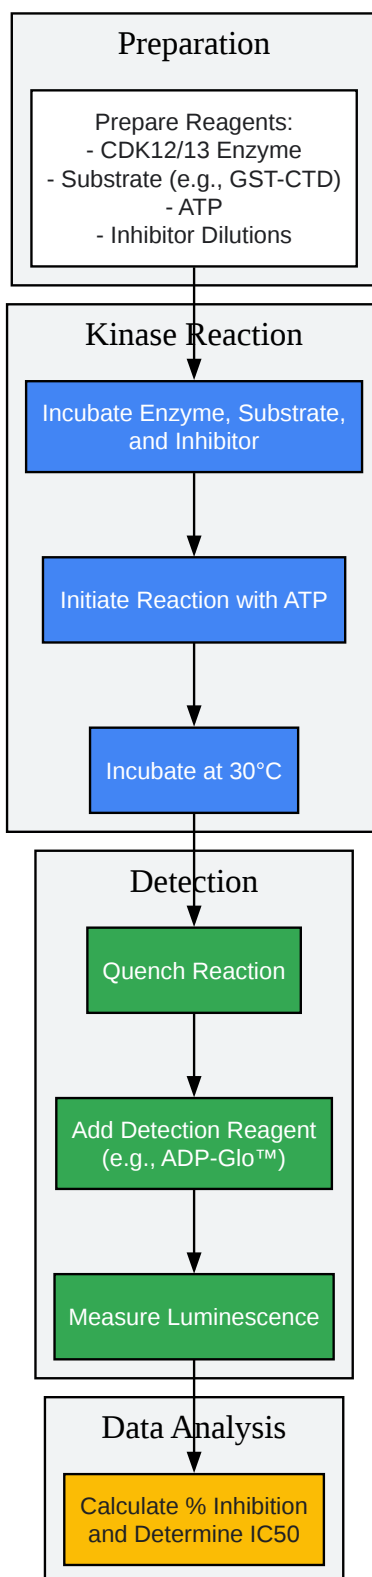 Preparation
Prepare Reagents:
- CDK12/13 Enzyme
- Substrate (e.g., GST-CTD)
- ATP
- Inhibitor Dilutions
Kinase Reaction
Incubate Enzyme, Substrate,
and Inhibitor
Initiate Reaction with ATP
Incubate at 30°C
Detection
Quench Reaction
Add Detection Reagent
(e.g., ADP-Glo™)
Measure Luminescence
Data Analysis
Calculate % Inhibition
and Determine IC50